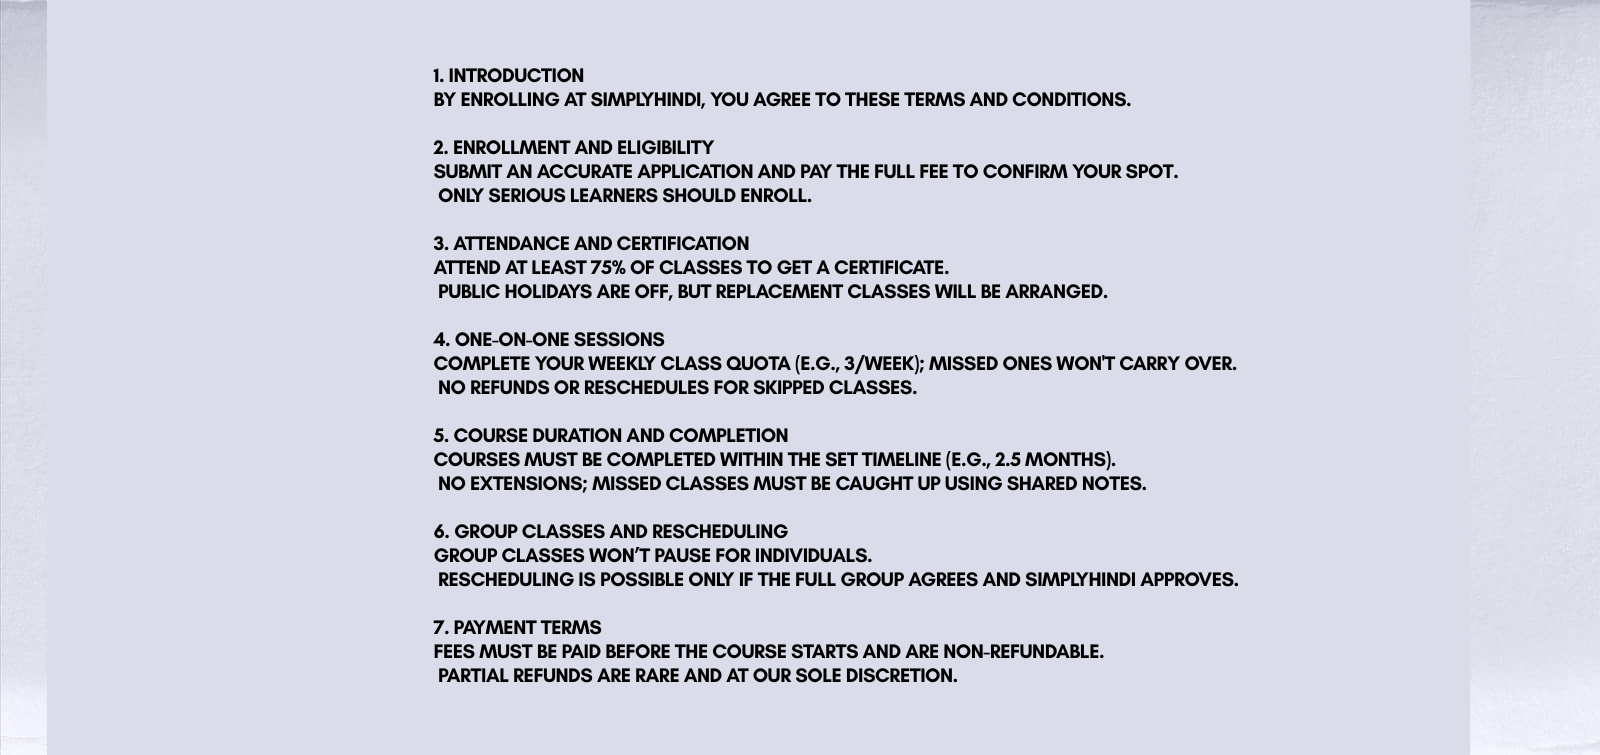 1. INTRODUCTION
BY ENROLLING AT SIMPLYHINDI, YOU AGREE TO THESE TERMS AND CONDITIONS.
2. ENROLLMENT AND ELIGIBILITY
SUBMIT AN ACCURATE APPLICATION AND PAY THE FULL FEE TO CONFIRM YOUR SPOT.
ONLY SERIOUS LEARNERS SHOULD ENROLL.
3. ATTENDANCE AND CERTIFICATION
ATTEND AT LEAST 75% OF CLASSES TO GET A CERTIFICATE.
PUBLIC HOLIDAYS ARE OFF, BUT REPLACEMENT CLASSES WILL BE ARRANGED.
4. ONE-ON-ONE SESSIONS
COMPLETE YOUR WEEKLY CLASS QUOTA (E.G., 3/WEEK); MISSED ONES WON'T CARRY OVER.
NO REFUNDS OR RESCHEDULES FOR SKIPPED CLASSES.
5. COURSE DURATION AND COMPLETION
COURSES MUST BE COMPLETED WITHIN THE SET TIMELINE (E.G., 2.5 MONTHS).
NO EXTENSIONS; MISSED CLASSES MUST BE CAUGHT UP USING SHARED NOTES.
6. GROUP CLASSES AND RESCHEDULING
GROUP CLASSES WON’T PAUSE FOR INDIVIDUALS.
RESCHEDULING IS POSSIBLE ONLY IF THE FULL GROUP AGREES AND SIMPLYHINDI APPROVES.
7. PAYMENT TERMS
FEES MUST BE PAID BEFORE THE COURSE STARTS AND ARE NON-REFUNDABLE.
PARTIAL REFUNDS ARE RARE AND AT OUR SOLE DISCRETION.